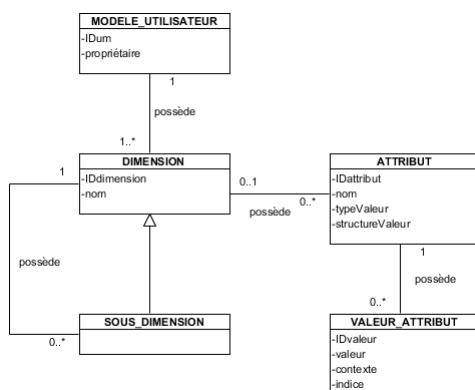 MODELE_UTILISATEUR
-IDum
-propriétaire
1
possède
1..*
DIMENSION
-IDdimension
-nom
1
possède
0..*
SOUS_DIMENSION
0..1
possède
0..*
ATTRIBUT
-IDattribut
-nom
-typeValeur
-structureValeur
1
possède
0..*
VALEUR_ATTRIBUT
-IDvaleur
-valeur
-contexte
-indice